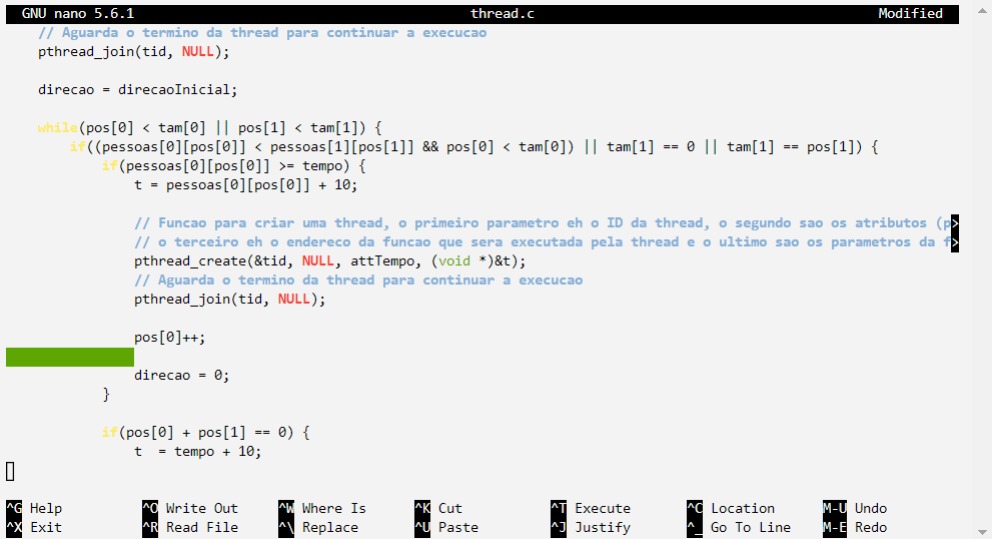 GNU nano 5.6.1 thread.c Modified
// Aguarda o termino da thread para continuar a execucao
pthread_join(tid, NULL);
direcao = direcaoInicial;
while(pos[0] < tam[0] || pos[1] < tam[1]) {
if((pessoas[0][pos[0]] < pessoas[1][pos[1]] && pos[0] < tam[0]) || tam[1] == 0 || tam[1] == pos[1]) {
if(pessoas[0][pos[0]] >= tempo) {
t = pessoas[0][pos[0]] + 10;
// Funcao para criar uma thread, o primeiro parametro eh o ID da thread, o segundo sao os atributos (p>
// o terceiro eh o endereco da funcao que sera executada pela thread e o ultimo sao os parametros da f>
pthread_create(&tid, NULL, attTempo, (void *)&t);
// Aguarda o termino da thread para continuar a execucao
pthread_join(tid, NULL);
pos[0]++;
direcao = 0;
}
if(pos[0] + pos[1] == 0) {
t  = tempo + 10;
^G Help ^O Write Out ^W Where Is ^K Cut ^T Execute ^C Location M-U Undo
^X Exit ^R Read File ^\ Replace ^U Paste ^J Justify ^_ Go To Line M-E Redo